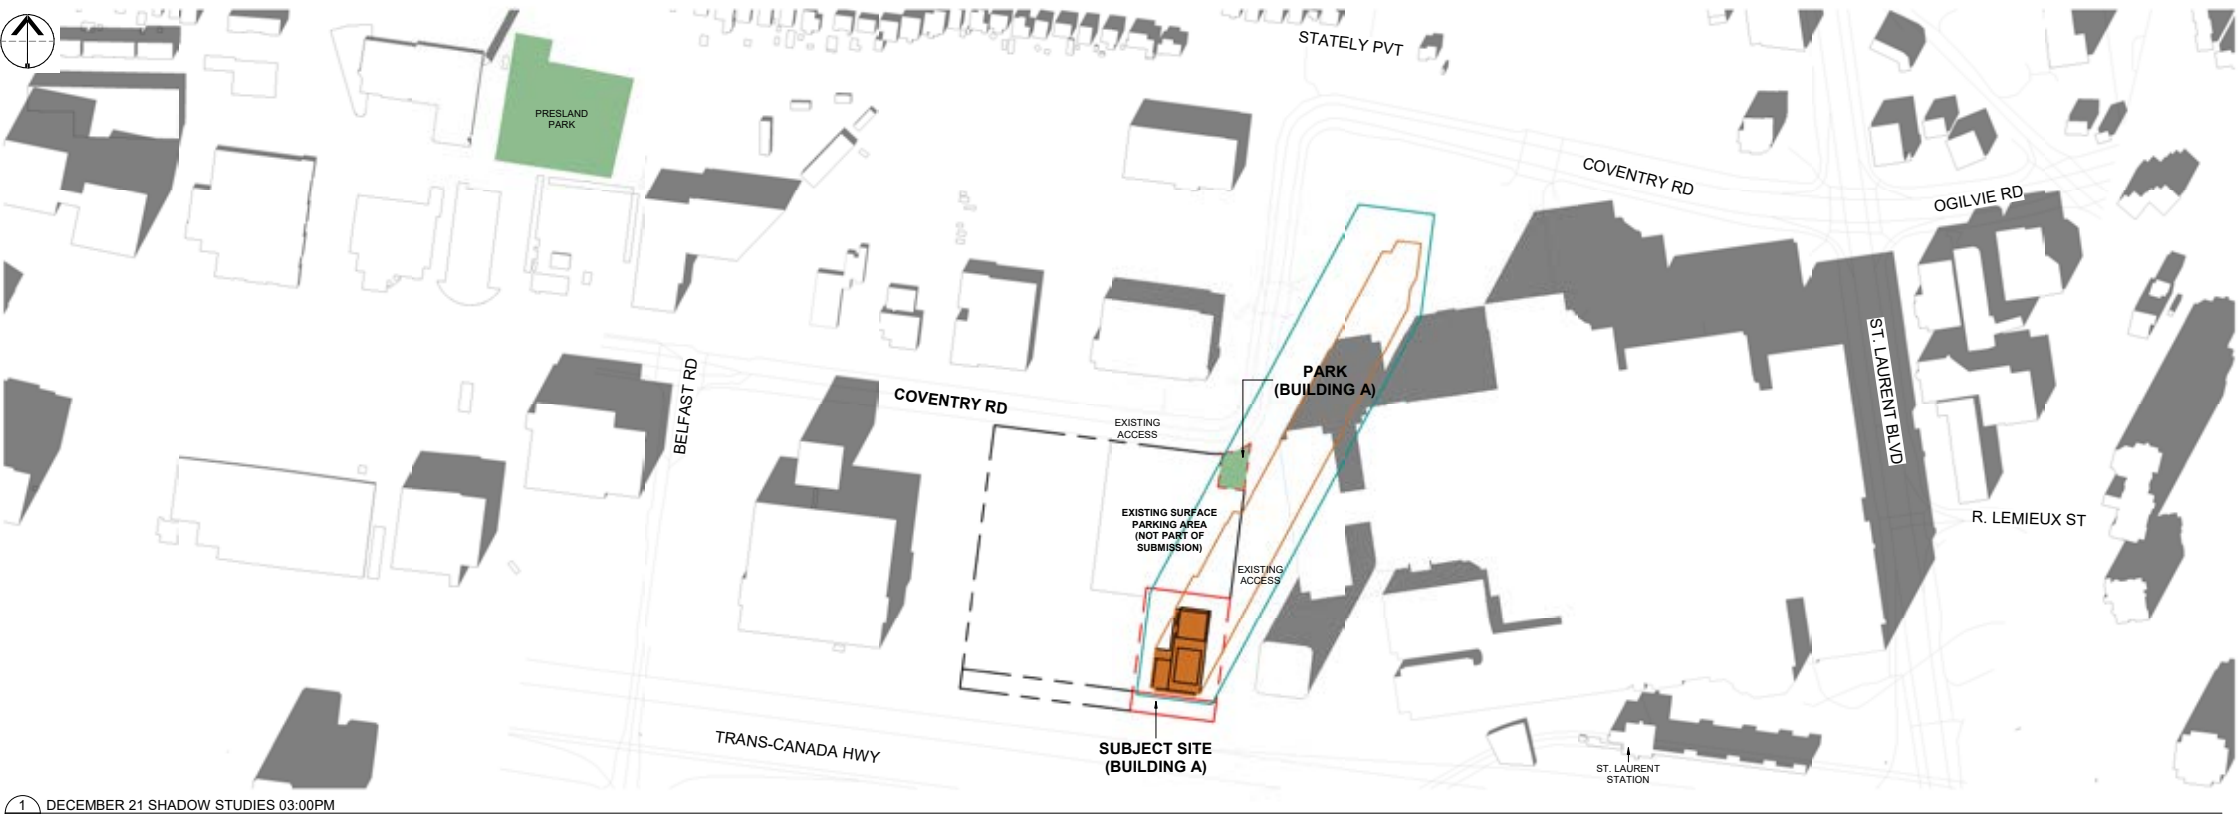 STATELY PVT
PRESLAND
PARK
COVENTRY RD
OGILVIE RD
ST. LAURENT BLVD
BELFAST RD
PARK
(BUILDING A)
COVENTRY RD
EXISTING
ACCESS
EXISTING SURFACE
PARKING AREA
(NOT PART OF
SUBMISSION)
R. LEMIEUX ST
EXISTING
ACCESS
TRANS-CANADA HWY
SUBJECT SITE
(BUILDING A)
ST. LAURENT
STATION
1 DECEMBER 21 SHADOW STUDIES 03:00PM